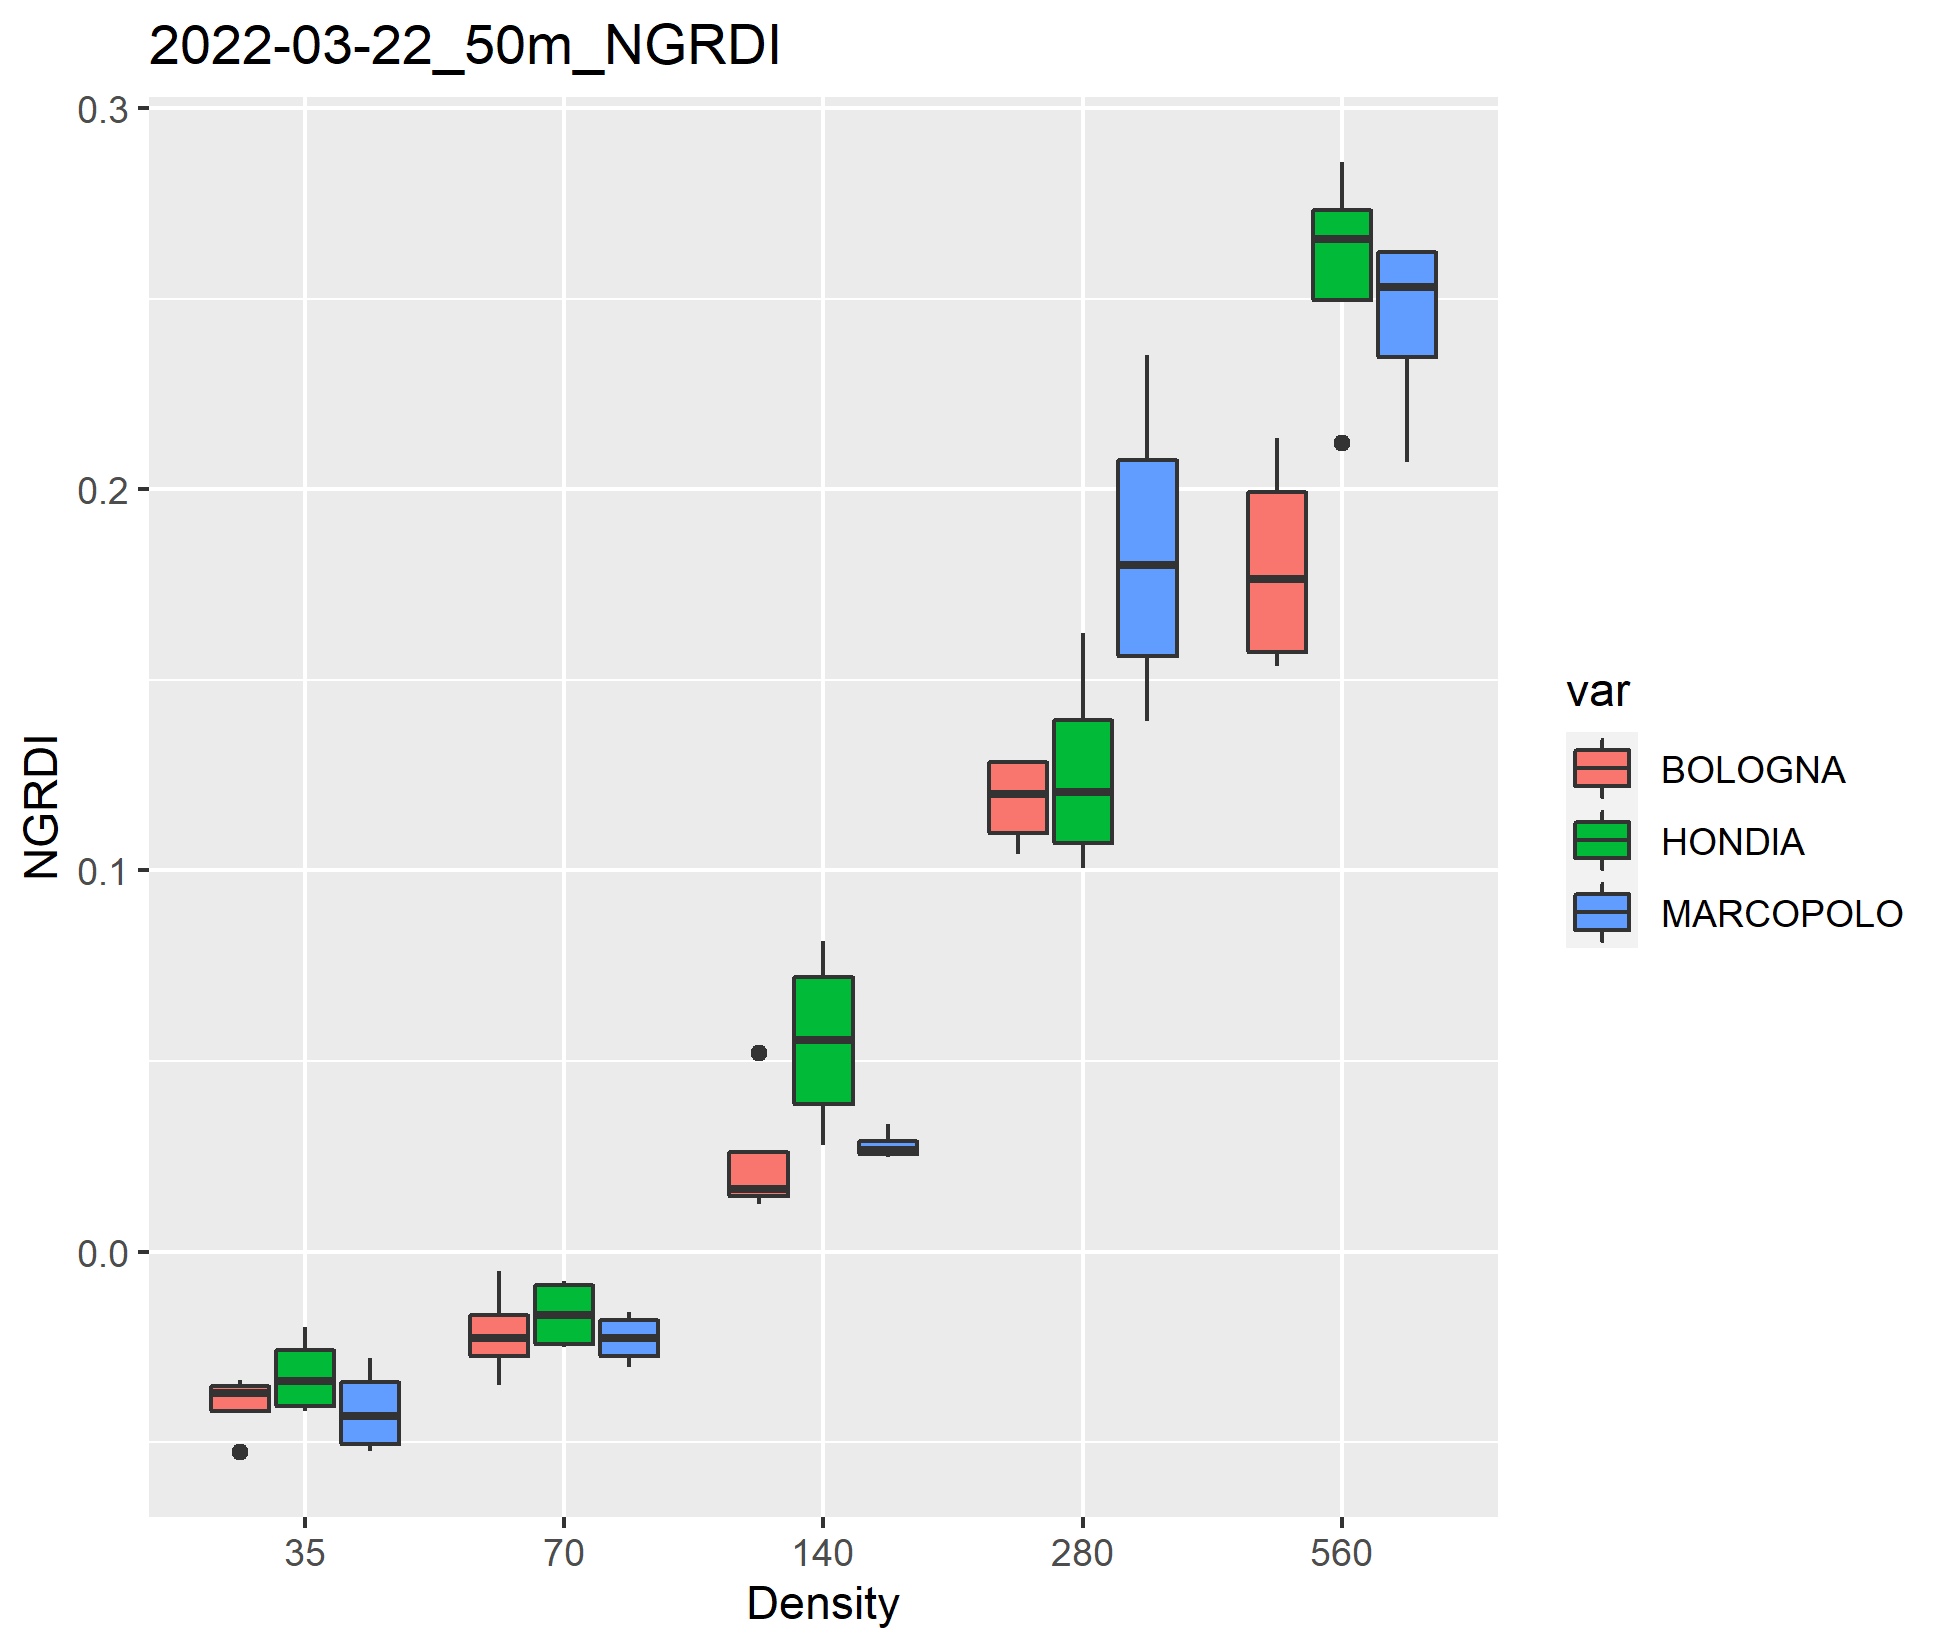 2022-03-22_50m_NGRDI
0.3
0.2
0.1
0.0
NGRDI
35 70 140 280 560
Density
var
BOLOGNA
HONDIA
MARCOPOLO